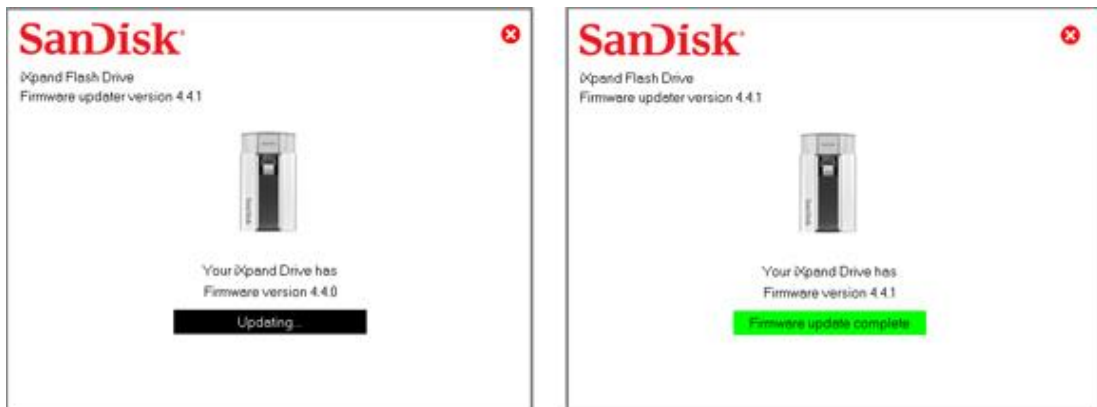 SanDisk
iXpand Flash Drive
Firmware updater version 4.4.1
SanDisk
Your iXpand Drive has
Firmware version 4.4.0
Updating...
SanDisk
iXpand Flash Drive
Firmware updater version 4.4.1
SanDisk
Your iXpand Drive has
Firmware version 4.4.1
Firmware update complete